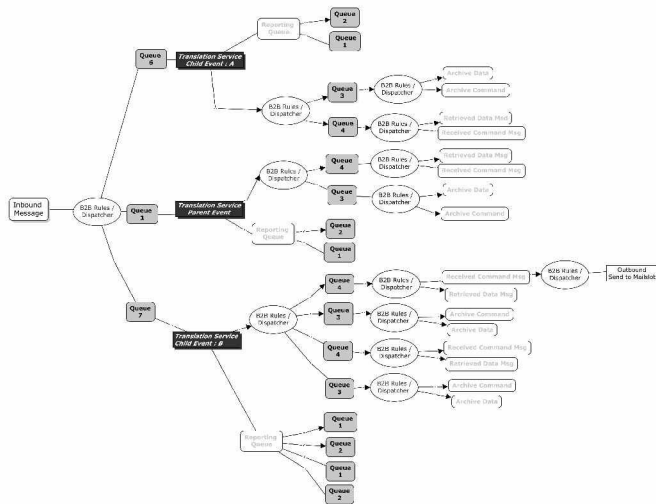 Queue
2
Reporting
Queue
Queue
1
Queue
6
Translation Service
Child Event : A
Queue
3
B2B Rules /
Dispatcher
Archive Data
Archive Command
B2B Rules /
Dispatcher
Queue
4
B2B Rules /
Dispatcher
Retrieved Data Msg
Received Command Msg
Queue
4
B2B Rules /
Dispatcher
Retrieved Data Msg
Received Command Msg
B2B Rules /
Dispatcher
Queue
3
B2B Rules /
Dispatcher
Archive Data
Archive Command
Inbound
Message
B2B Rules /
Dispatcher
Queue
1
Translation Service
Parent Event
Reporting
Queue
Queue
2
Queue
1
Queue
4
B2B Rules /
Dispatcher
Received Command Msg
Retrieved Data Msg
B2B Rules /
Dispatcher
Outbound
Send to Mailslot
Queue
7
Translation Service
Child Event : B
B2B Rules /
Dispatcher
Queue
3
B2B Rules /
Dispatcher
Archive Command
Archive Data
Queue
4
B2B Rules /
Dispatcher
Received Command Msg
Retrieved Data Msg
Queue
3
B2B Rules /
Dispatcher
Archive Command
Archive Data
Reporting
Queue
Queue
1
Queue
2
Queue
1
Queue
2